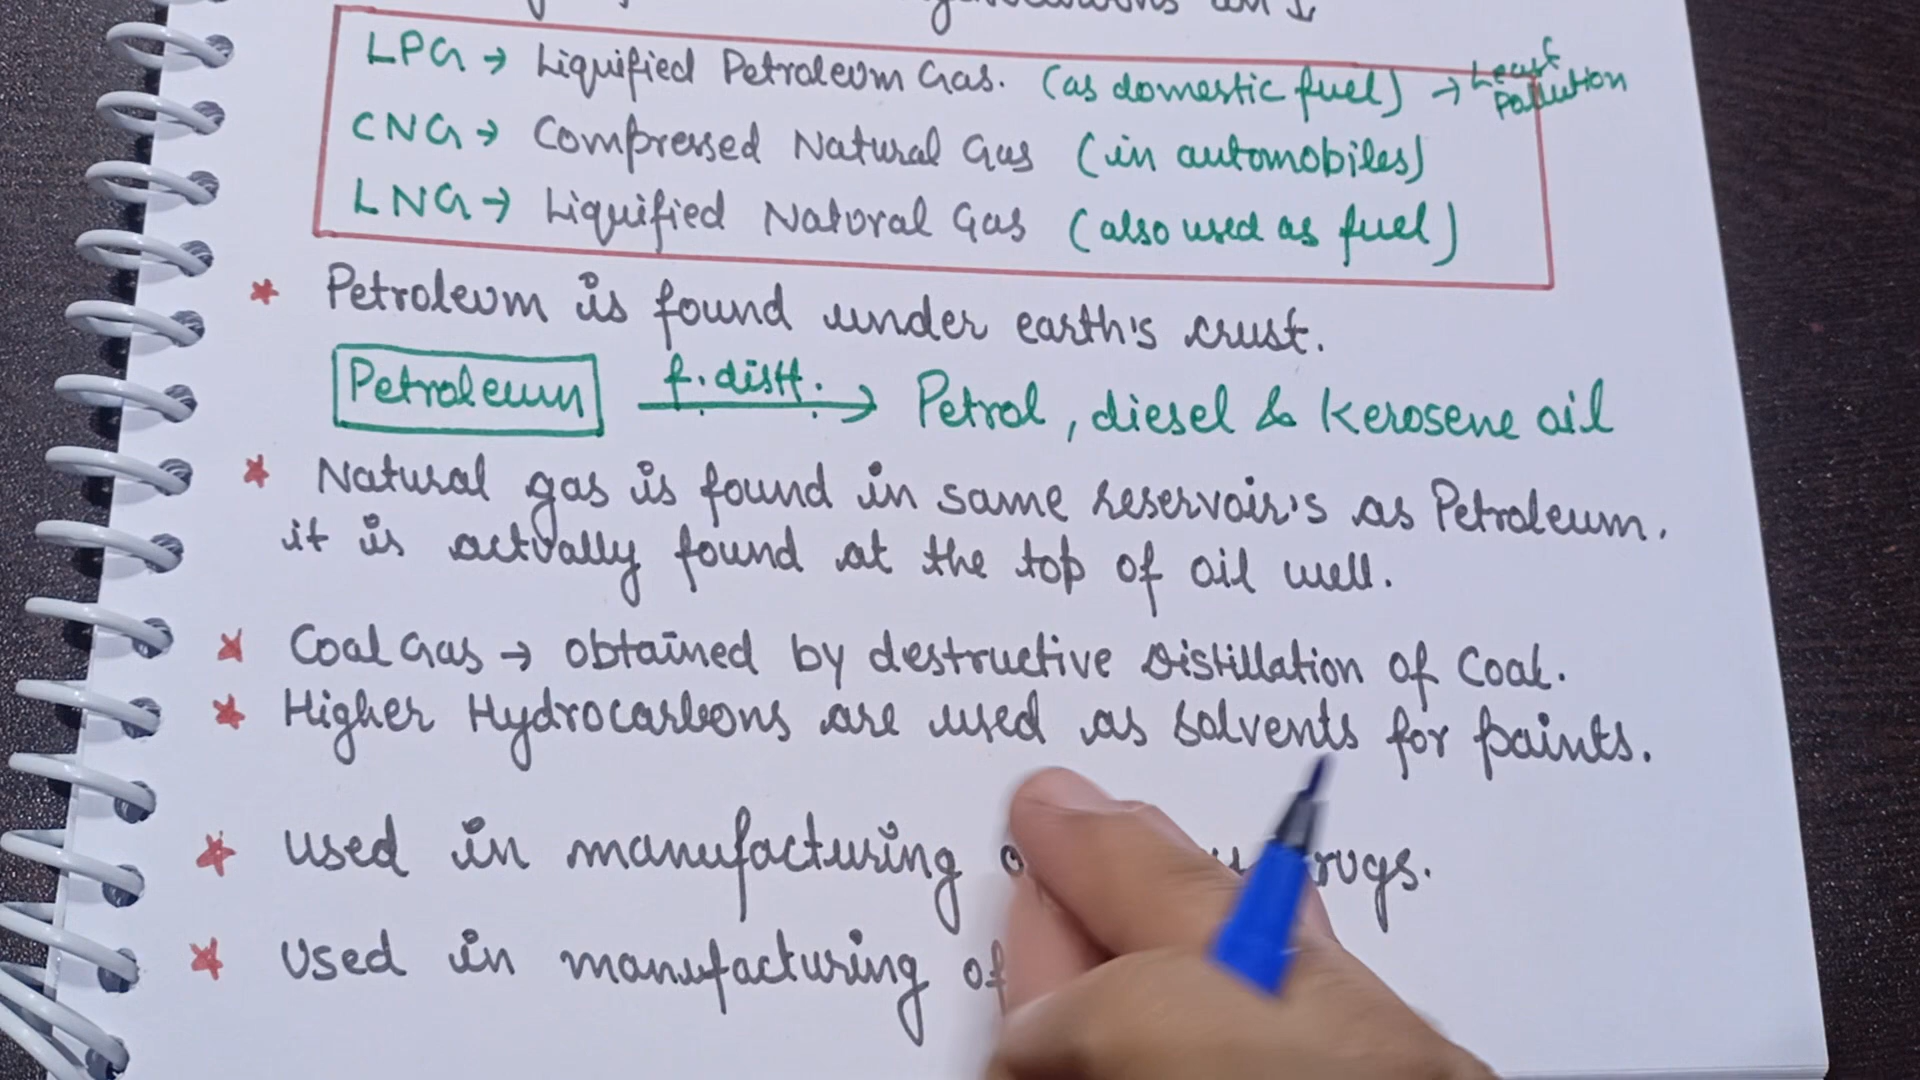 LPG → Liquified Petroleum Gas. (as domestic fuel) → Least Pollution
CNG → Compressed Natural Gas (in automobiles)
LNG → Liquified Natural Gas (also used as fuel)
* Petroleum is found under earth's crust.
Petroleum f. distt. → Petrol, diesel & Kerosene oil
* Natural gas is found in same reservoir's as Petroleum.
it is actually found at the top of oil well.
* Coal Gas → obtained by destructive Distillation of Coal.
* Higher Hydrocarbons are used as solvents for paints.
* used in manufacturing
* used in manufacturing of